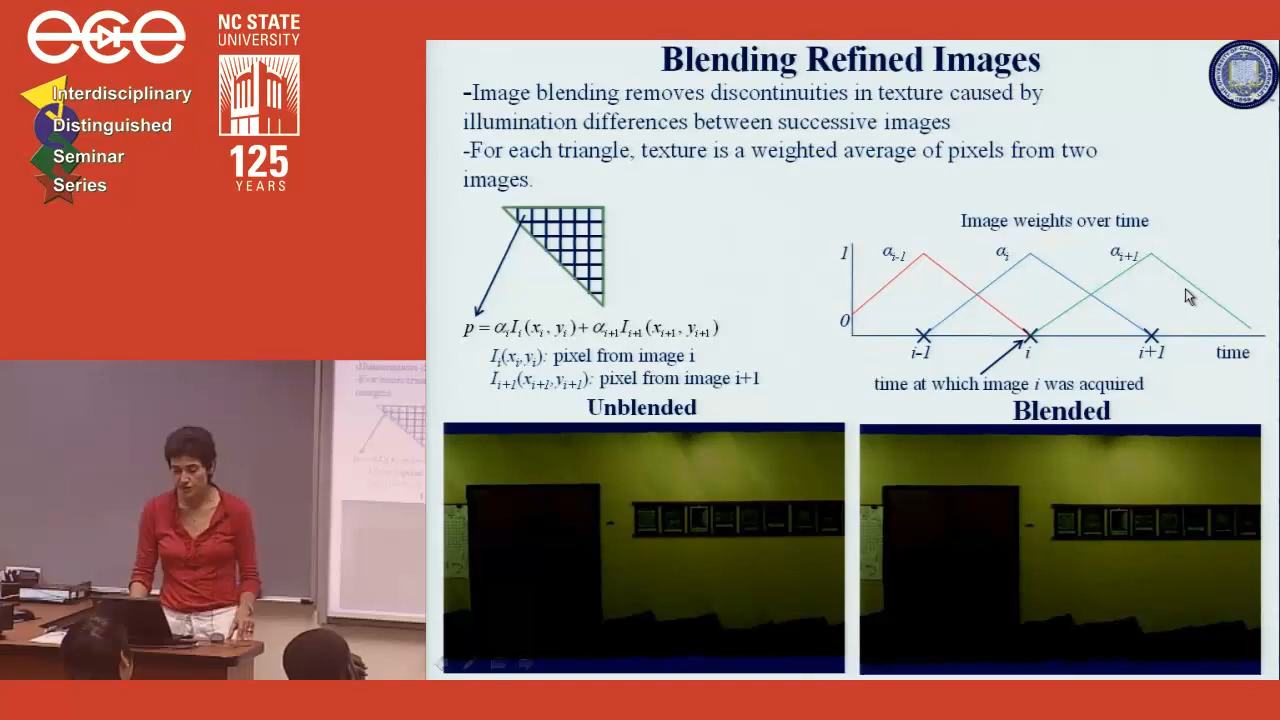 ece
NC STATE
UNIVERSITY
Interdisciplinary
Distinguished
Seminar
Series
125
YEARS
Blending Refined Images
-Image blending removes discontinuities in texture caused by
illumination differences between successive images
-For each triangle, texture is a weighted average of pixels from two
images.
p = αᵢIᵢ(xᵢ, yᵢ) + αᵢ₊₁Iᵢ₊₁(xᵢ₊₁, yᵢ₊₁)
Iᵢ(xᵢ,yᵢ): pixel from image i
Iᵢ₊₁(xᵢ₊₁,yᵢ₊₁): pixel from image i+1
Image weights over time
1
αᵢ₋₁
αᵢ
αᵢ₊₁
0
i-1
i
i+1
time
time at which image i was acquired
Unblended
Blended